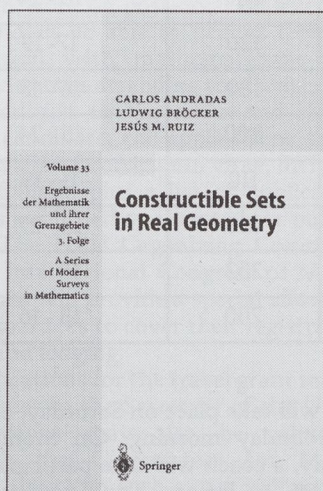 CARLOS ANDRADAS
LUDWIG BRÖCKER
JESÚS M. RUIZ
Volume 33
Ergebnisse
der Mathematik
und ihrer
Grenzgebiete
3. Folge
A Series
of Modern
Surveys
in Mathematics
Constructible Sets
in Real Geometry
Springer